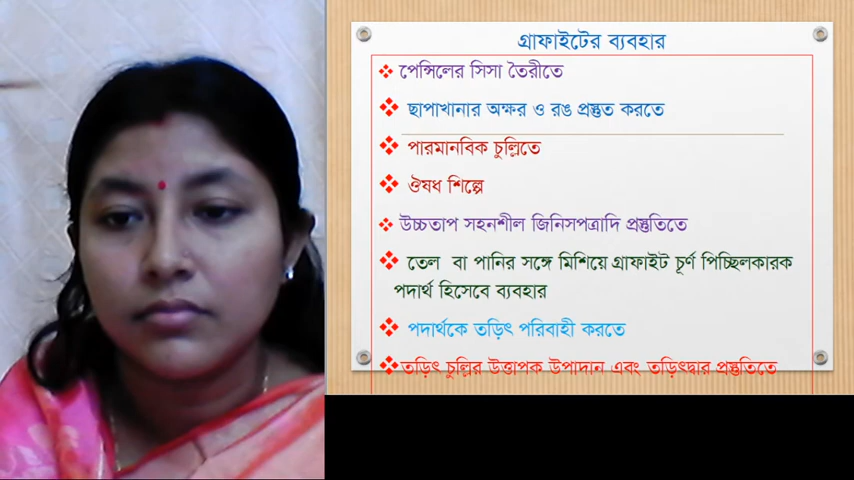 গ্রাফাইটের ব্যবহার
পেন্সিলের সিসা তৈরীতে
ছাপাখানার অক্ষর ও রঙ প্রস্তুত করতে
পারমানবিক চুল্লিতে
ঔষধ শিল্পে
উচ্চতাপ সহনশীল জিনিসপত্রাদি প্রস্তুতিতে
তেল বা পানির সঙ্গে মিশিয়ে গ্রাফাইট চূর্ণ পিচ্ছিলকারক
পদার্থ হিসেবে ব্যবহার
পদার্থকে তড়িৎ পরিবাহী করতে
তড়িৎ চুল্লির উত্তাপক উপাদান এবং তড়িৎদ্বার প্রস্তুতিতে